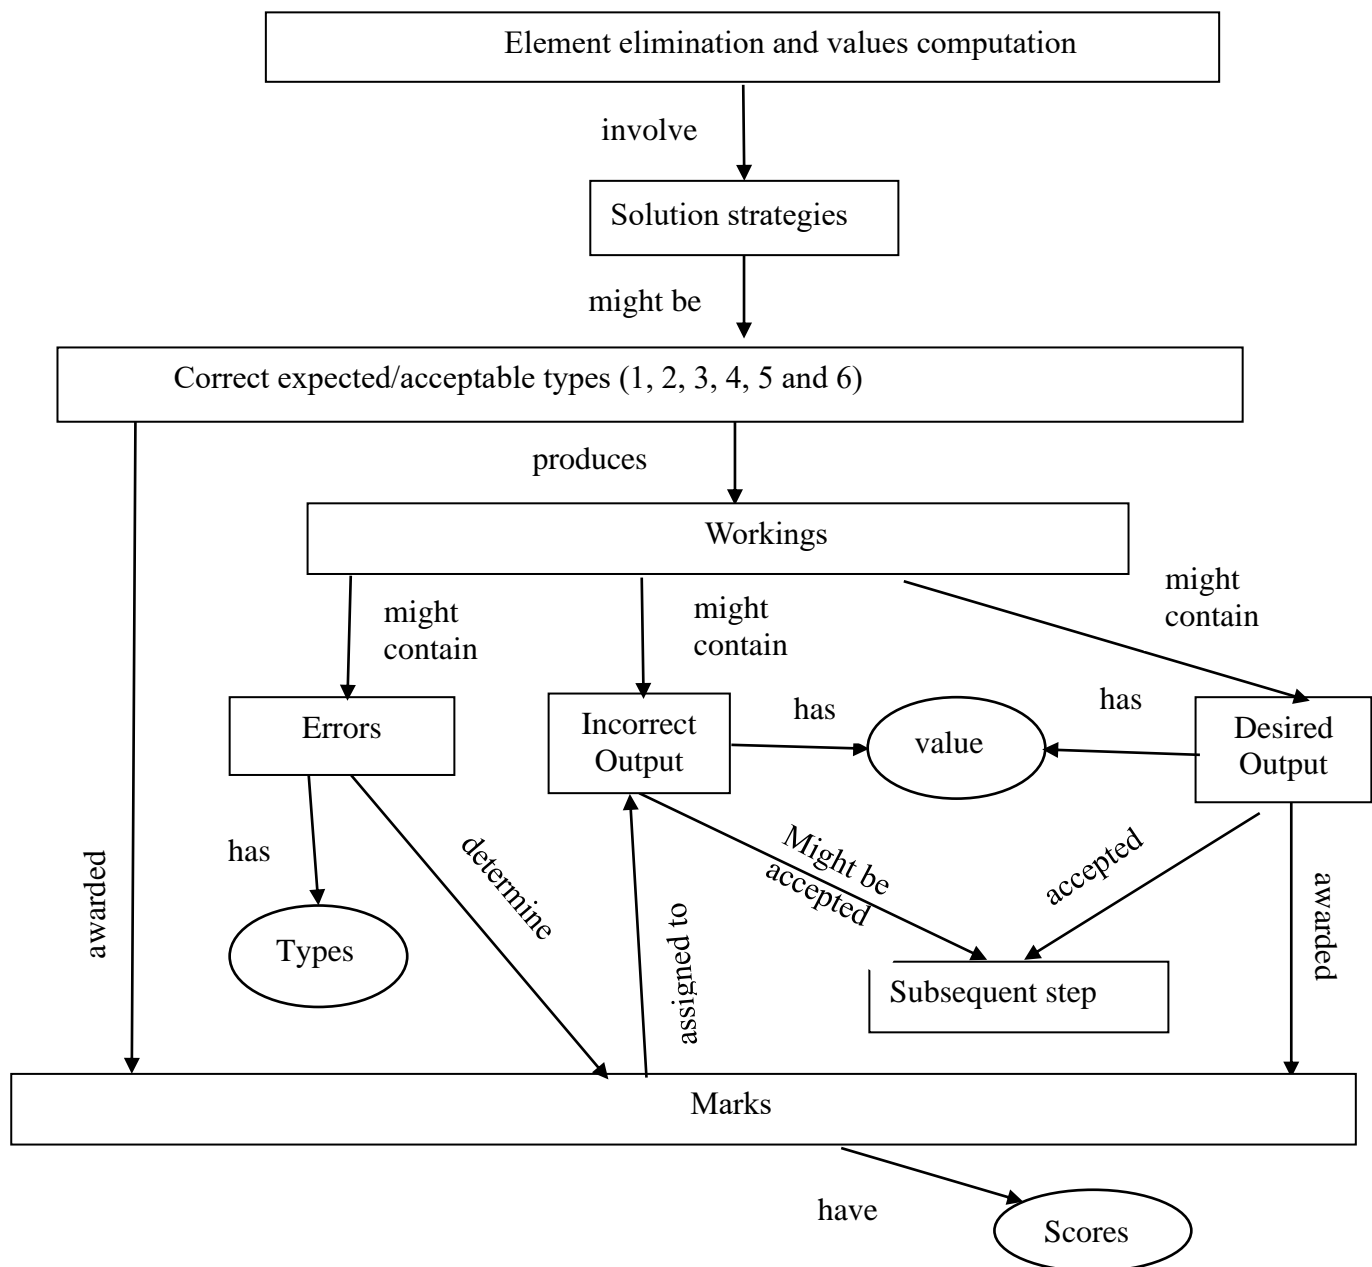 Element elimination and values computation
involve
Solution strategies
might be
Correct expected/acceptable types (1, 2, 3, 4, 5 and 6)
produces
Workings
might
contain
might
contain
might
contain
Errors
Incorrect
Output
has
value
has
Desired
Output
has
Types
determine
Might be
accepted
accepted
awarded
awarded
assigned to
Subsequent step
Marks
have
Scores